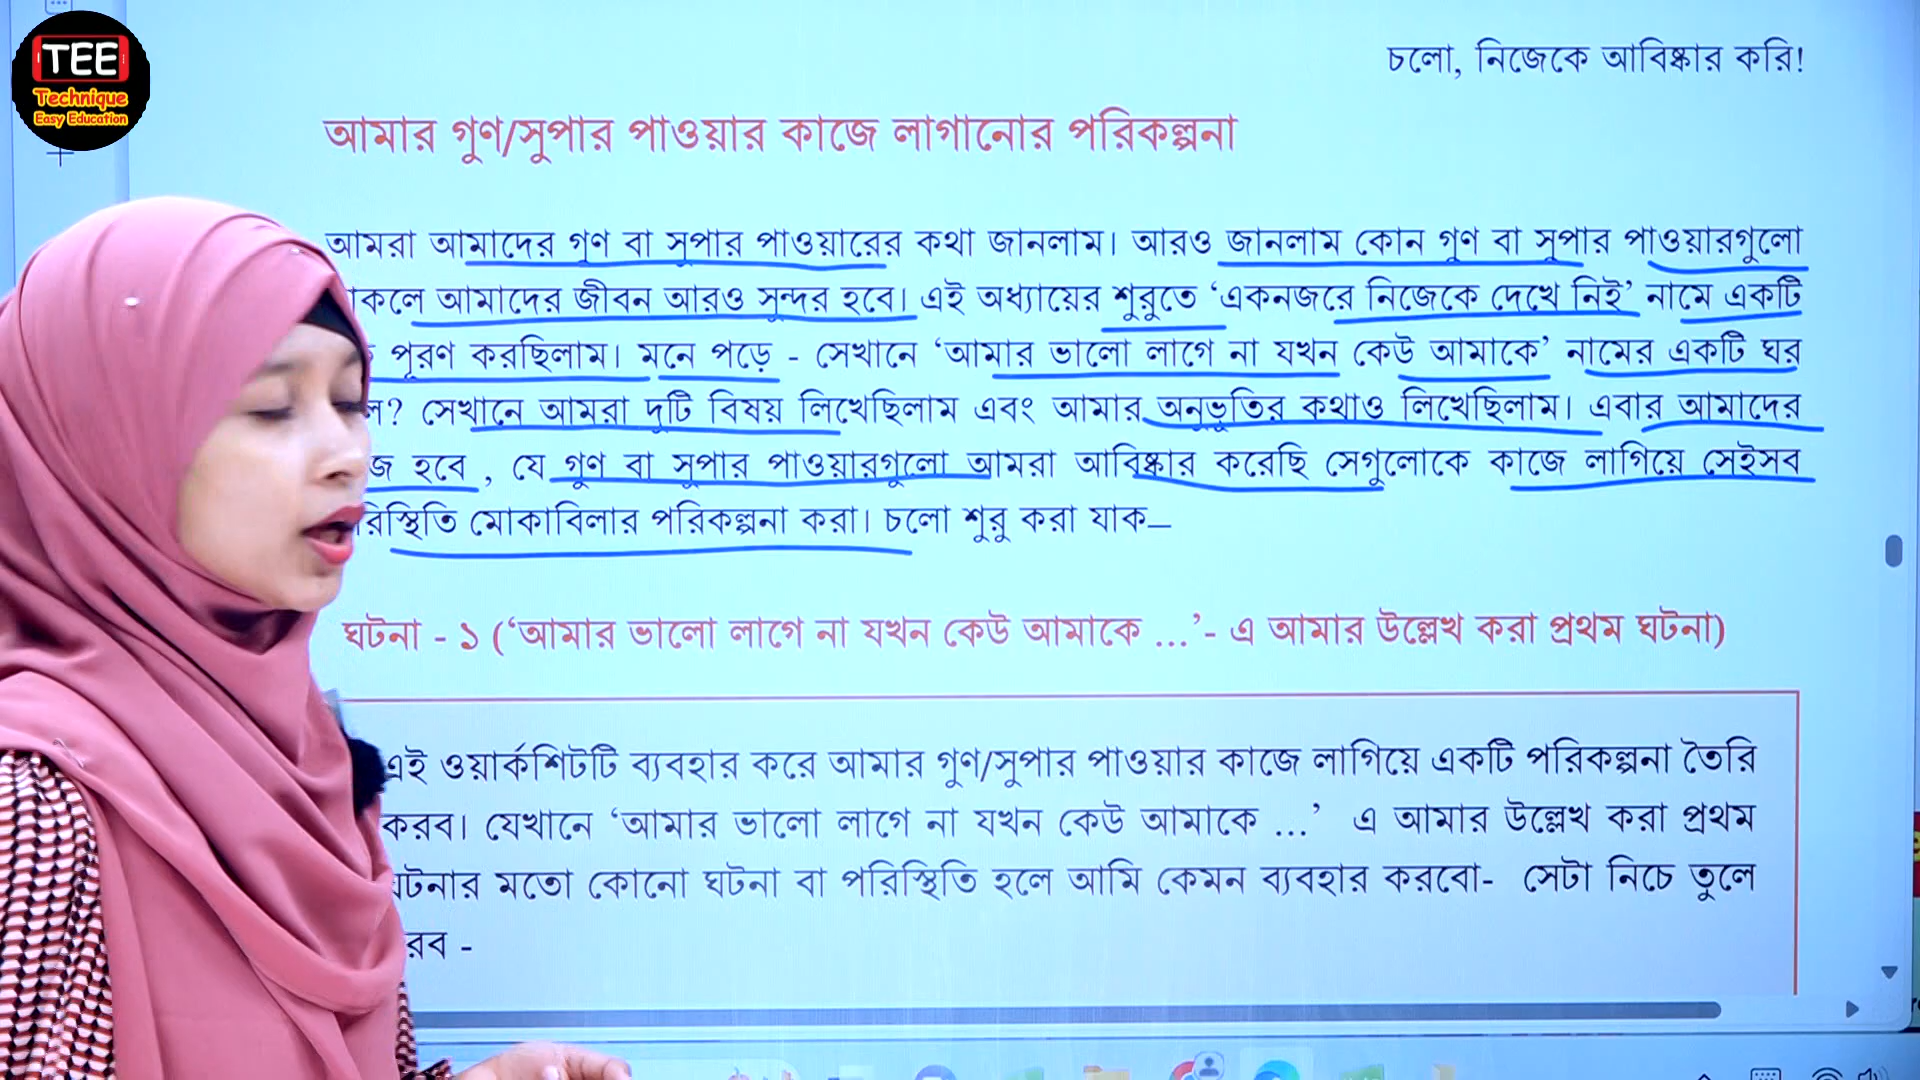 TEE
Technique
Easy Education
চলো, নিজেকে আবিষ্কার করি!
আমার গুণ/সুপার পাওয়ার কাজে লাগানোর পরিকল্পনা
আমরা আমাদের গুণ বা সুপার পাওয়ারের কথা জানলাম। আরও জানলাম কোন গুণ বা সুপার পাওয়ারগুলো
কলে আমাদের জীবন আরও সুন্দর হবে। এই অধ্যায়ের শুরুতে ‘একনজরে নিজেকে দেখে নিই’ নামে একটি
পূরণ করছিলাম। মনে পড়ে - সেখানে ‘আমার ভালো লাগে না যখন কেউ আমাকে’ নামের একটি ঘর
ল? সেখানে আমরা দুটি বিষয় লিখেছিলাম এবং আমার অনুভূতির কথাও লিখেছিলাম। এবার আমাদের
জ হবে , যে গুণ বা সুপার পাওয়ারগুলো আমরা আবিষ্কার করেছি সেগুলোকে কাজে লাগিয়ে সেইসব
রিস্থিতি মোকাবিলার পরিকল্পনা করা। চলো শুরু করা যাক—
ঘটনা - ১ (‘আমার ভালো লাগে না যখন কেউ আমাকে ...’- এ আমার উল্লেখ করা প্রথম ঘটনা)
এই ওয়ার্কশিটটি ব্যবহার করে আমার গুণ/সুপার পাওয়ার কাজে লাগিয়ে একটি পরিকল্পনা তৈরি
করব। যেখানে ‘আমার ভালো লাগে না যখন কেউ আমাকে ...’ এ আমার উল্লেখ করা প্রথম
ঘটনার মতো কোনো ঘটনা বা পরিস্থিতি হলে আমি কেমন ব্যবহার করবো- সেটা নিচে তুলে
রব -